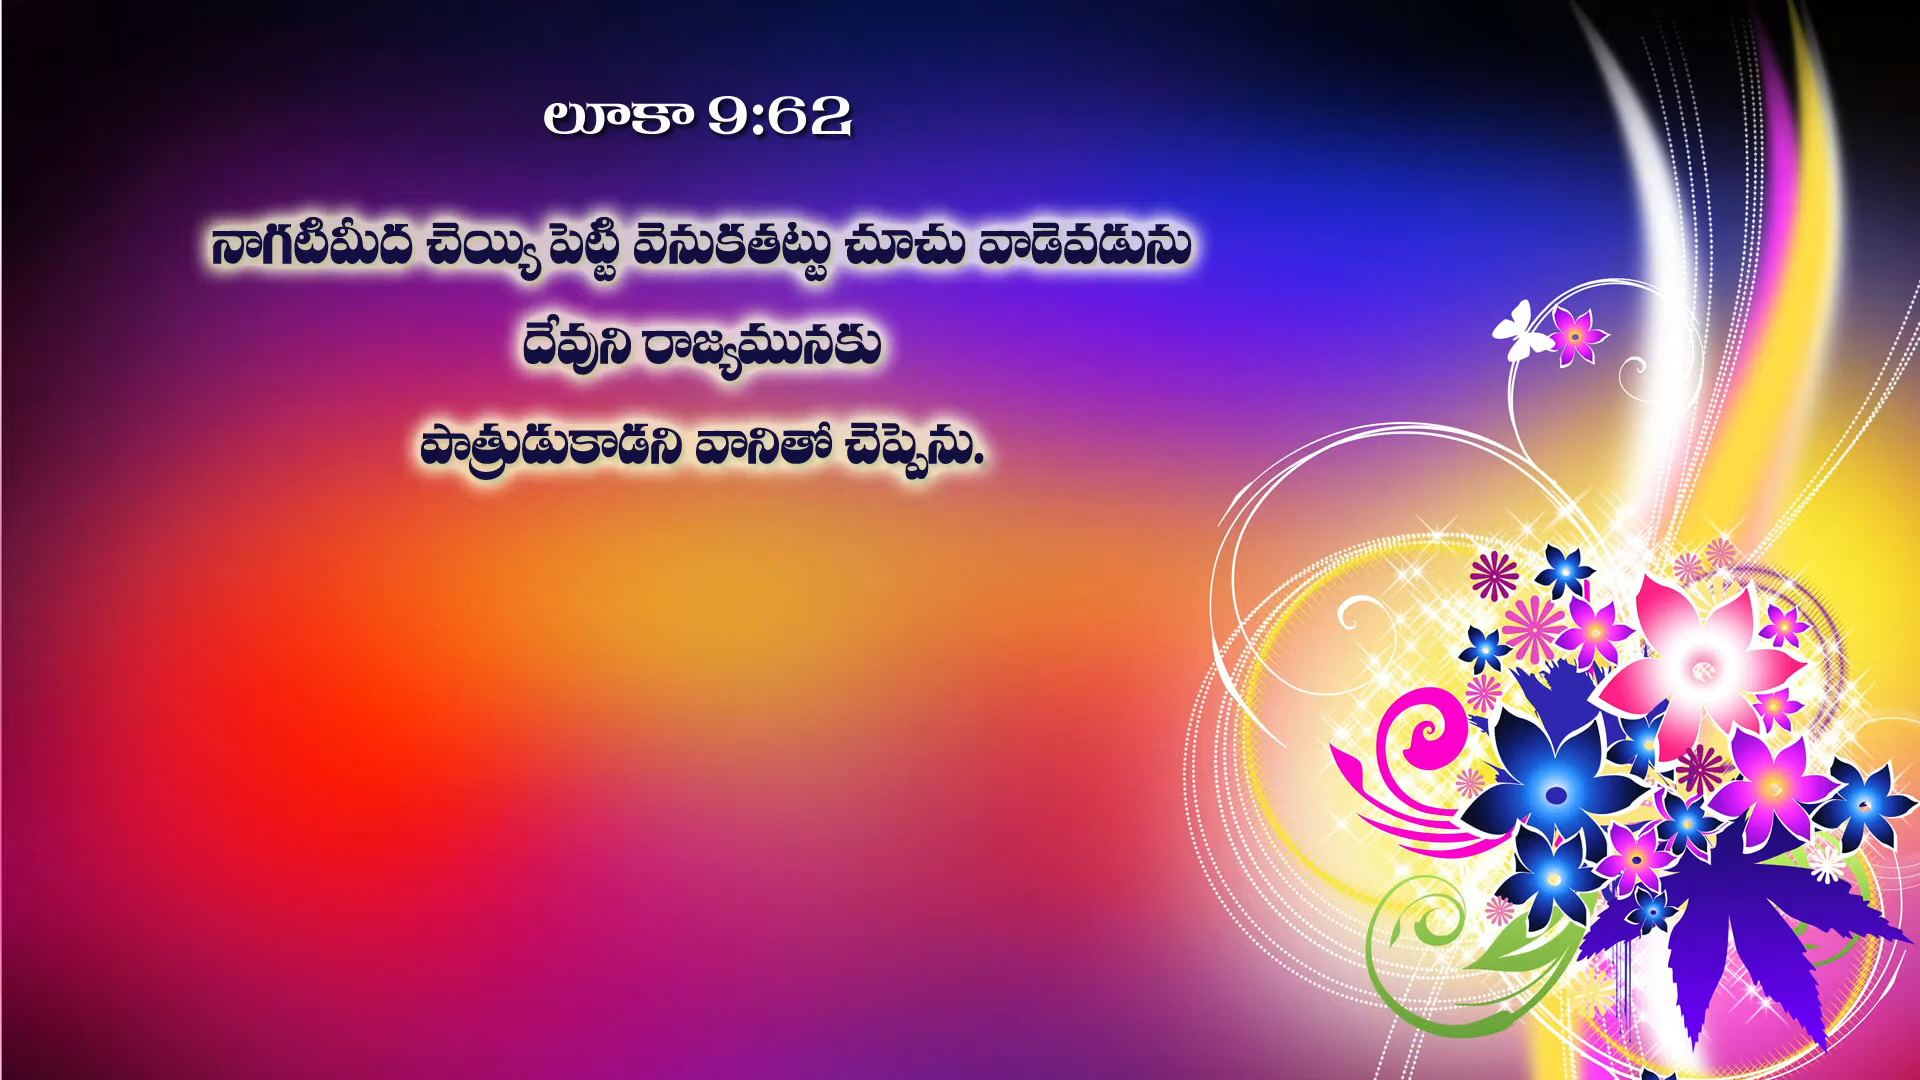 లూకా 9:62
నాగటిమీద చెయ్యి పెట్టి వెనుకతట్టు చూచు వాడెవడును
దేవుని రాజ్యమునకు
పాత్రుడుకాడని వానితో చెప్పెను.